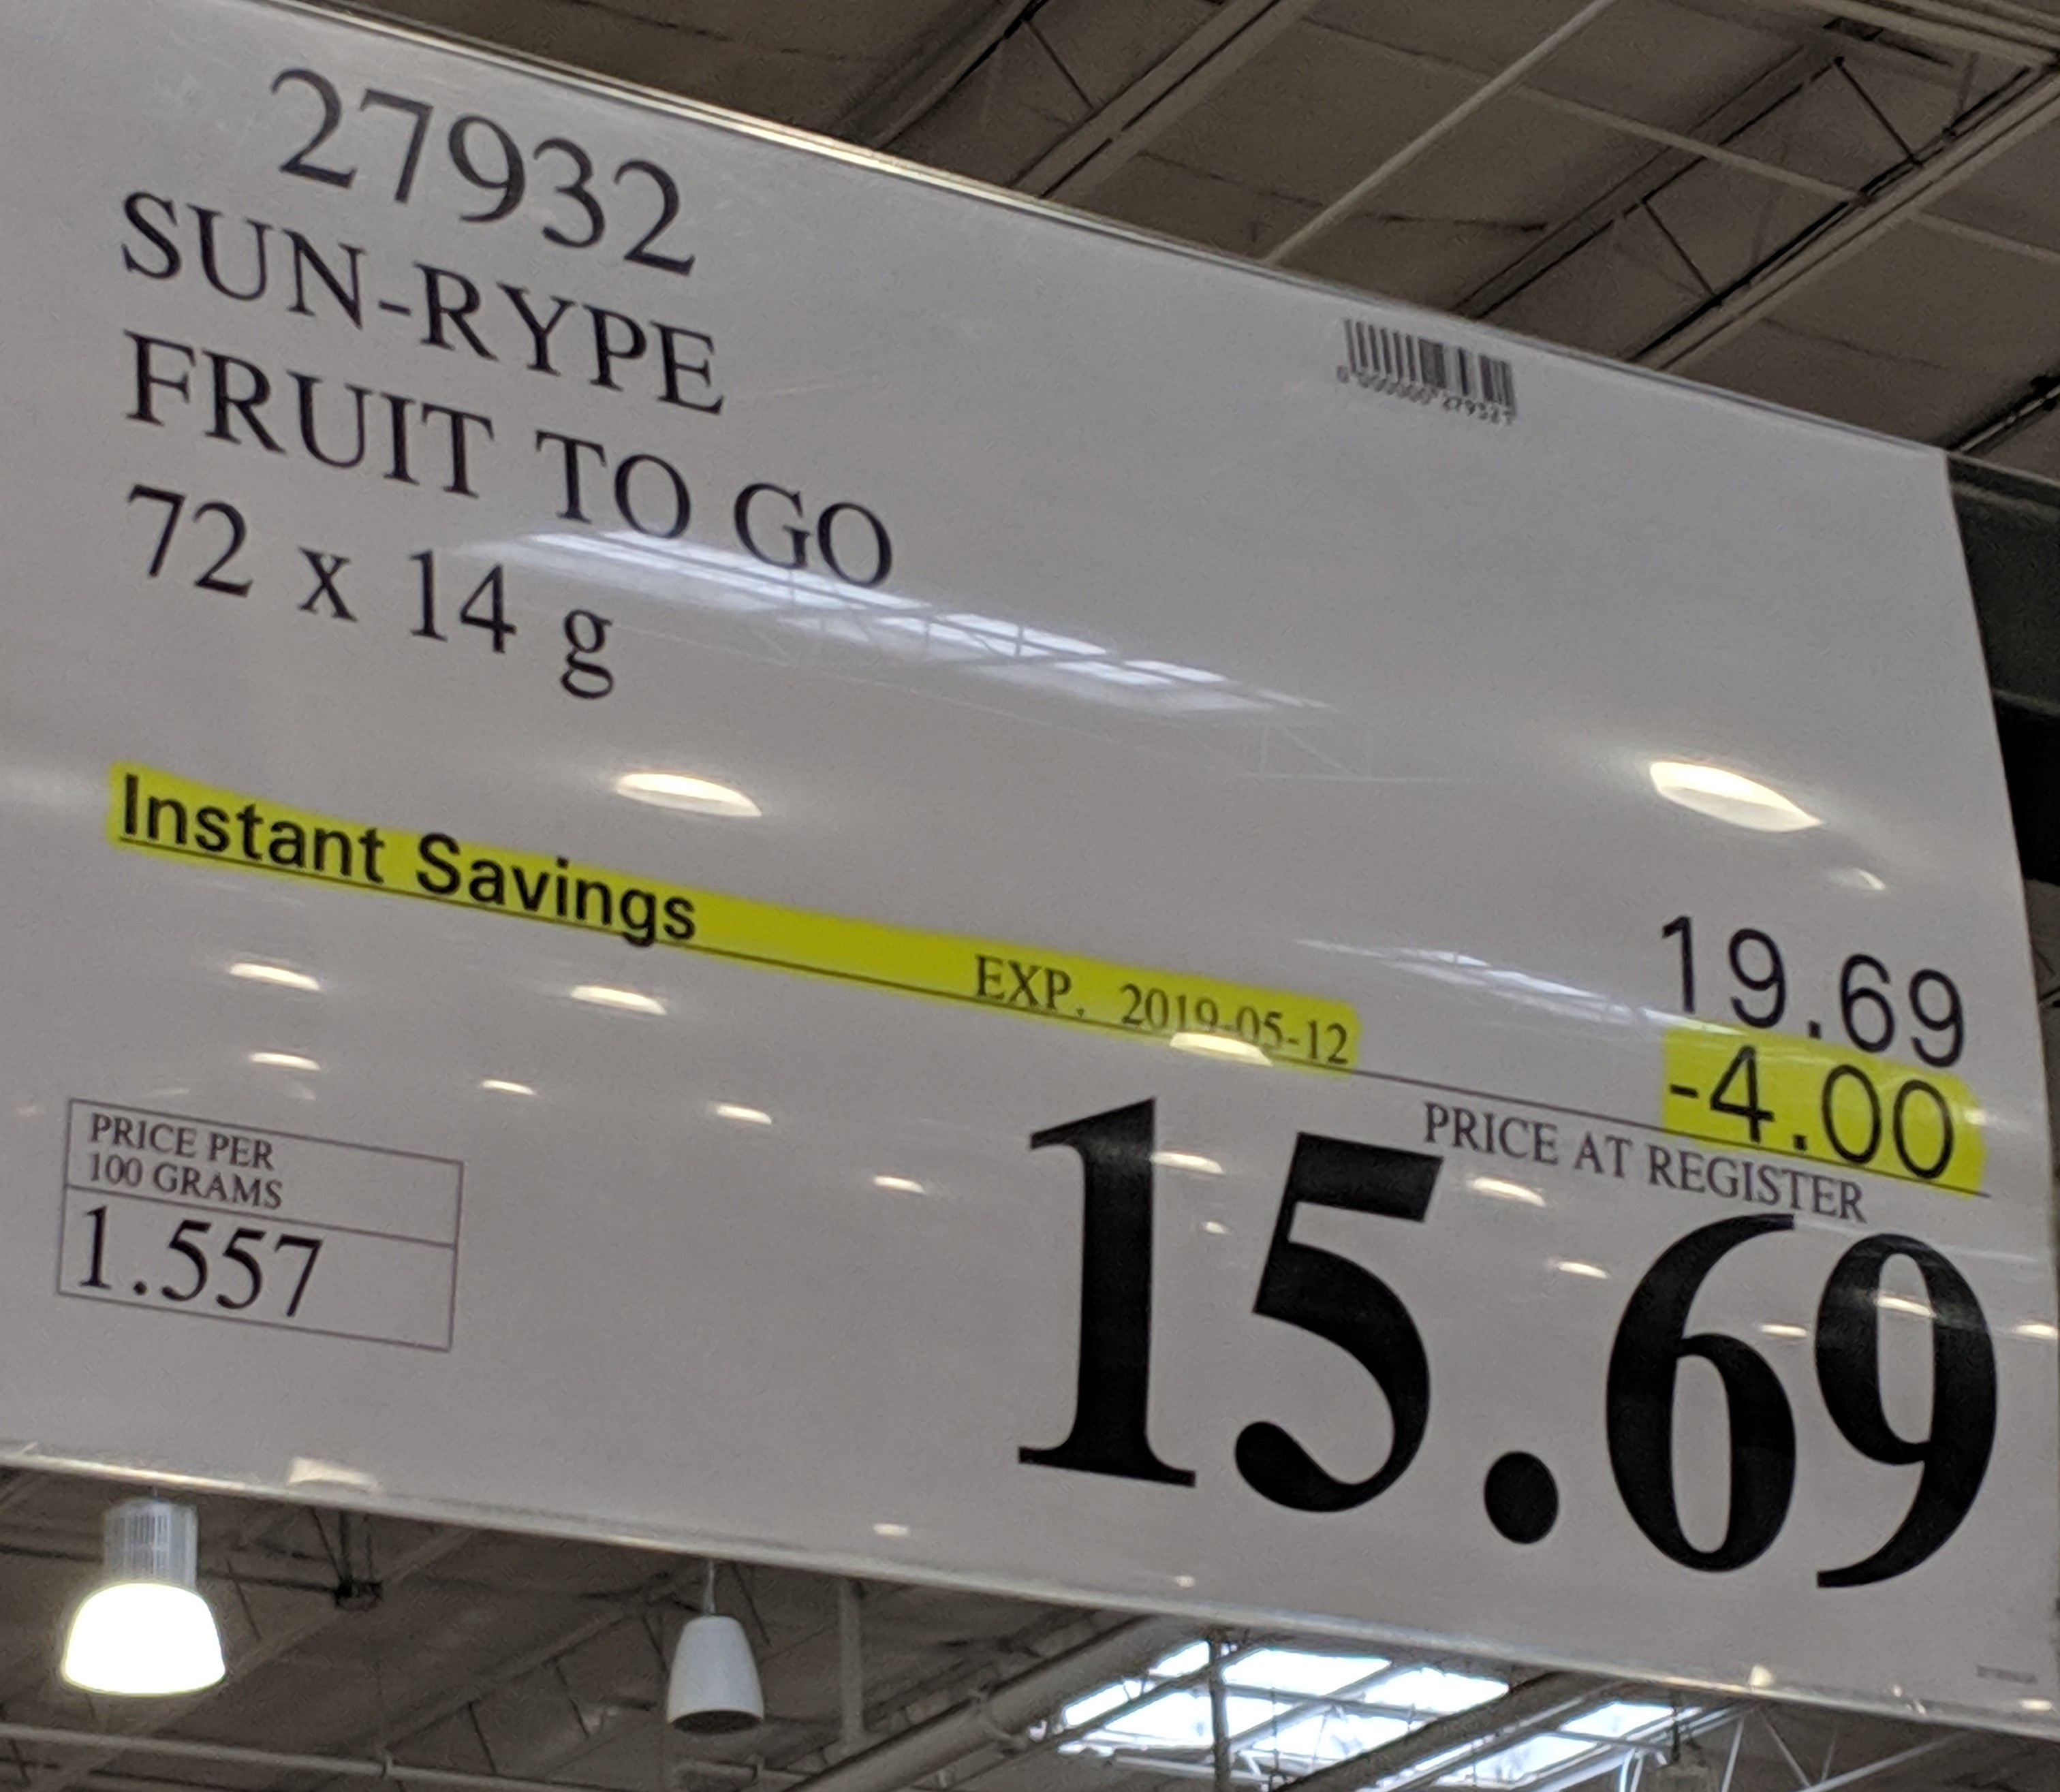 27932
SUN-RYPE
FRUIT TO GO
72 x 14 g
Instant Savings
EXP. 2019-05-12
19.69
-4.00
PRICE AT REGISTER
15.69
PRICE PER
100 GRAMS
1.557